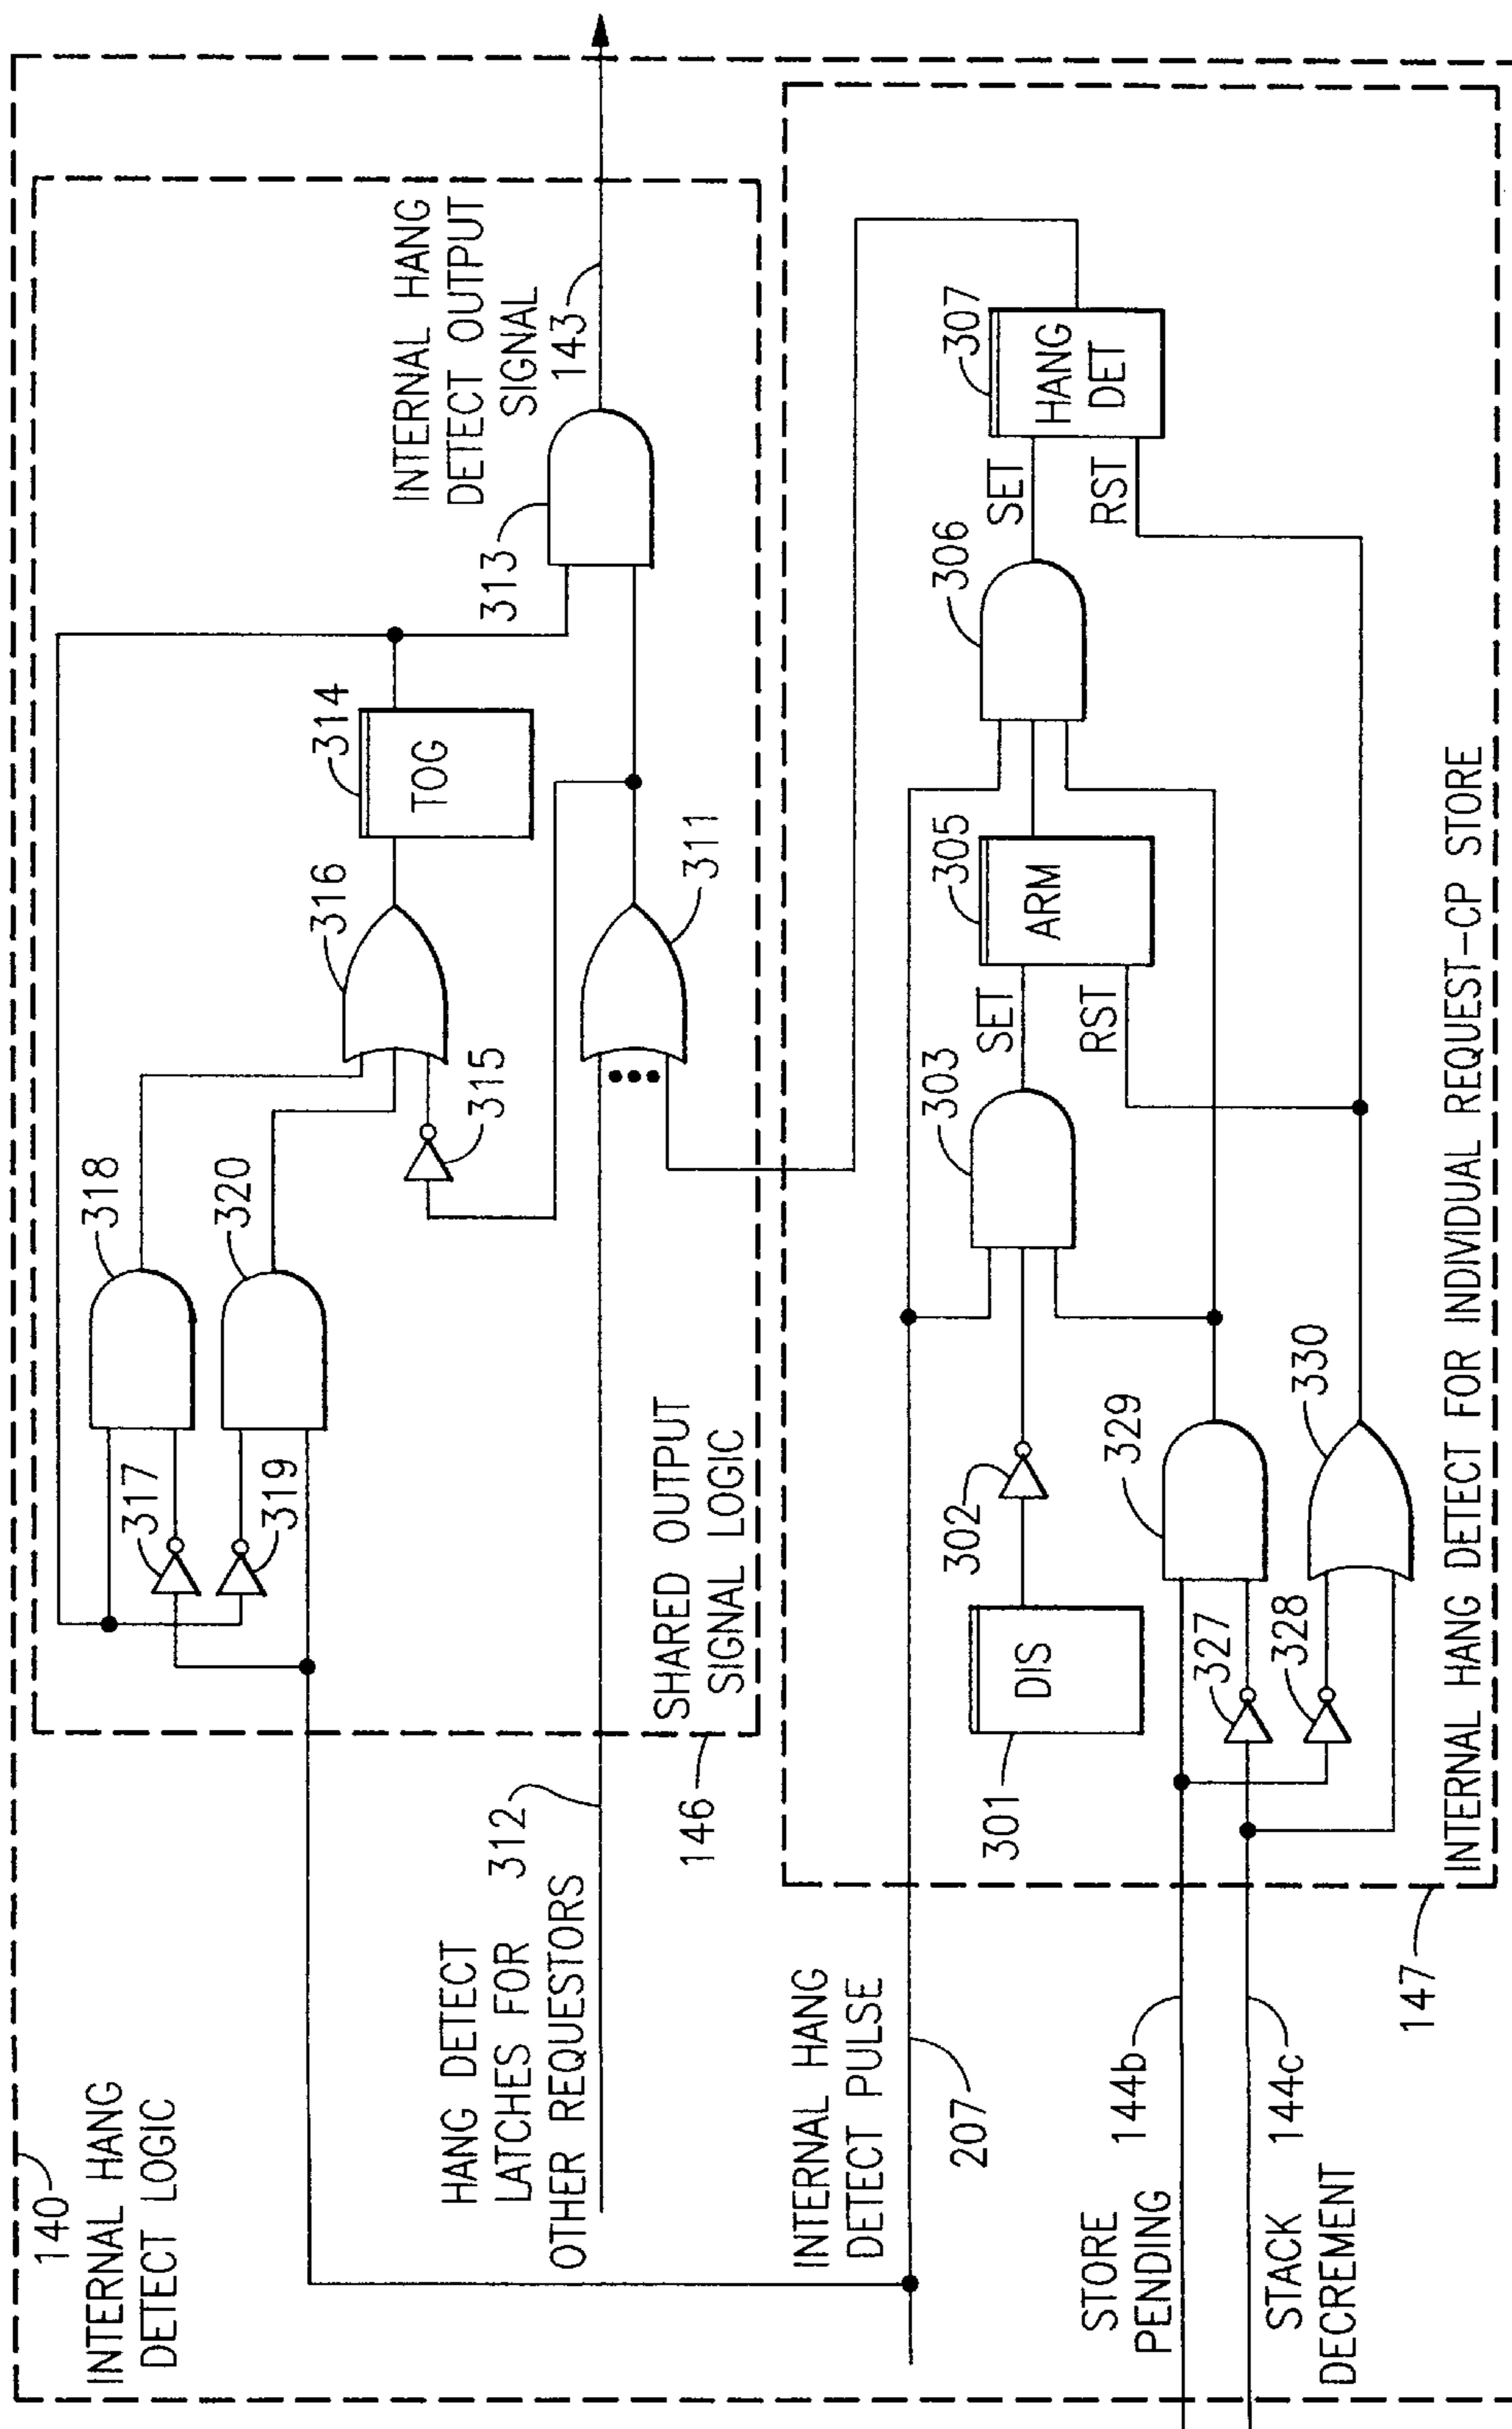 140
INTERNAL HANG
DETECT LOGIC
318
320
317
319
316
315
314
TOG
311
313
INTERNAL HANG
DETECT OUTPUT
SIGNAL
143
HANG DETECT
LATCHES FOR
OTHER REQUESTORS
312
SHARED OUTPUT
SIGNAL LOGIC
146
INTERNAL HANG
DETECT PULSE
207
STORE
PENDING
144b
144c
STACK
DECREMENT
147
301
DIS
302
303
SET
RST
305
ARM
306
SET
RST
307
HANG
DET
327
328
329
330
INTERNAL HANG DETECT FOR INDIVIDUAL REQUEST-CP STORE